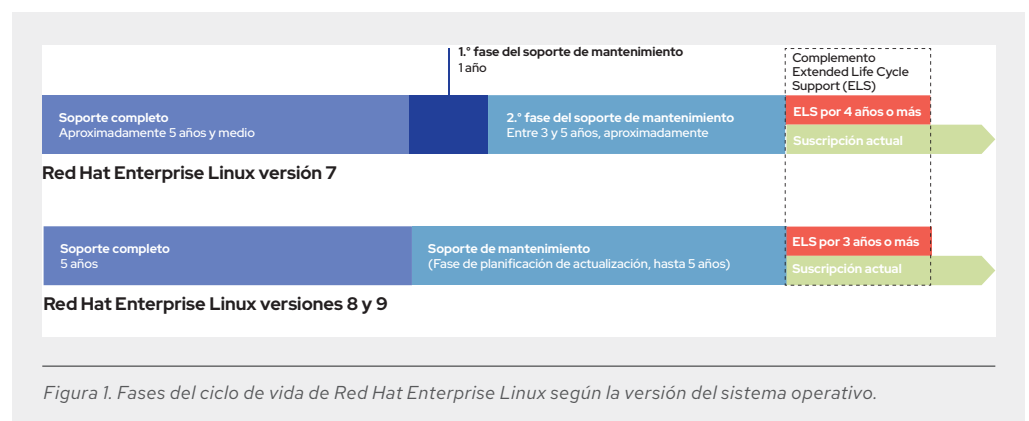 1.ª fase del soporte de mantenimiento
1 año
Complemento
Extended Life Cycle
Support (ELS)
Soporte completo
Aproximadamente 5 años y medio
2.ª fase del soporte de mantenimiento
Entre 3 y 5 años, aproximadamente
ELS por 4 años o más
Suscripción actual
Red Hat Enterprise Linux versión 7
Soporte completo
5 años
Soporte de mantenimiento
(Fase de planificación de actualización, hasta 5 años)
ELS por 3 años o más
Suscripción actual
Red Hat Enterprise Linux versiones 8 y 9
Figura 1. Fases del ciclo de vida de Red Hat Enterprise Linux según la versión del sistema operativo.